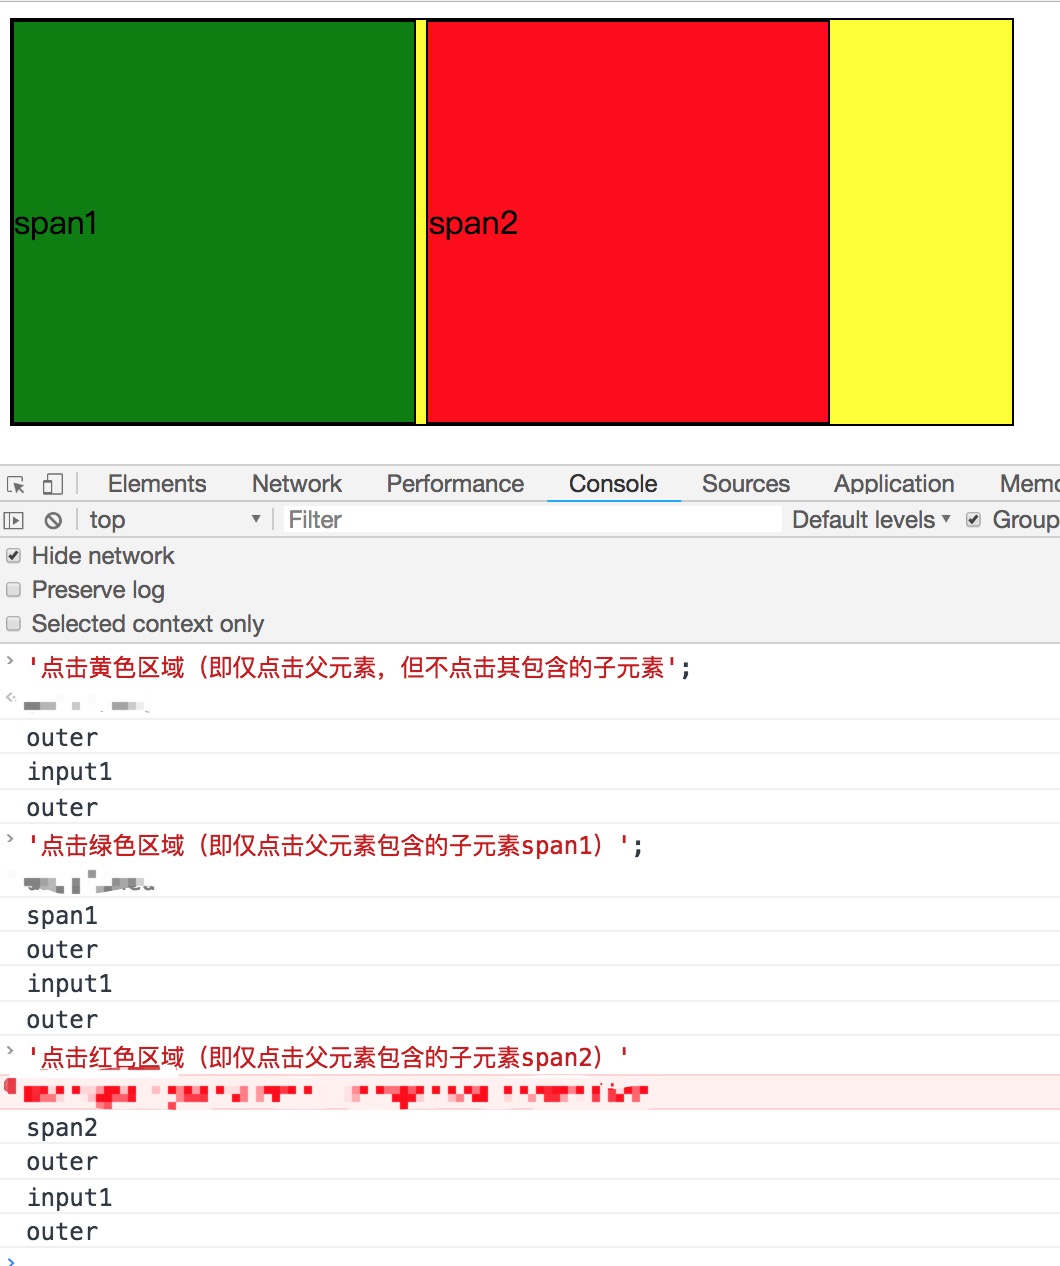 span1
span2
Elements Network Performance Console Sources Application Memo
top Filter Default levels Group
Hide network
Preserve log
Selected context only
'点击黄色区域（即仅点击父元素，但不点击其包含的子元素';
outer
input1
outer
'点击绿色区域（即仅点击父元素包含的子元素span1）';
span1
outer
input1
outer
'点击红色区域（即仅点击父元素包含的子元素span2）'
span2
outer
input1
outer